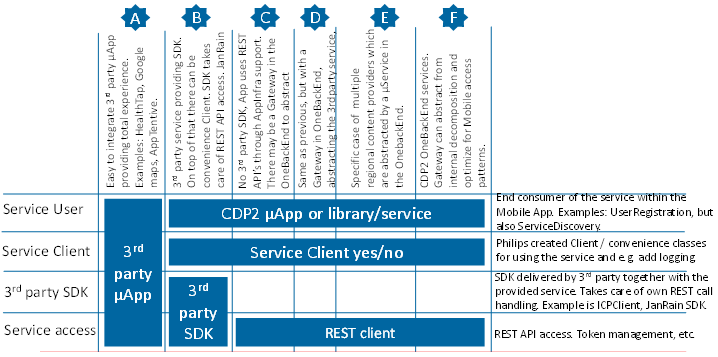 A
B
C
D
E
F
Easy to integrate 3rd party µApp
providing total experience.
Examples: HealthTap, Google
maps, AppTentive.
3rd party service providing SDK.
On top of that there can be
convenience Client. SDK takes
care of REST API access. JanRain
No 3rd party SDK, App uses REST
API's through AppInfra support.
There may be a Gateway in the
OneBackEnd to abstract
Same as previous, but with a
Gateway in OneBackEnd,
abstracting the 3rdparty service,
Specific case of multiple
regional content providers which
are abstracted by a µService in
the OnebackEnd.
CDP2 OneBackEnd services.
Gateway can abstract from
internal decomposition and
optimize for Mobile access
patterns.
Service User
CDP2 µApp or library/service
End consumer of the service within the
Mobile App. Examples: UserRegistration, but
also ServiceDiscovery.
Service Client
3rd
party
µApp
Service Client yes/no
Philips created Client / convenience classes
for using the service and e.g. add logging
3rd party SDK
3rd
party
SDK
SDK delivered by 3rd party together with the
provided service. Takes care of own REST call
handling. Example is ICPClient, JanRain SDK.
Service access
REST client
REST API access. Token management, etc.